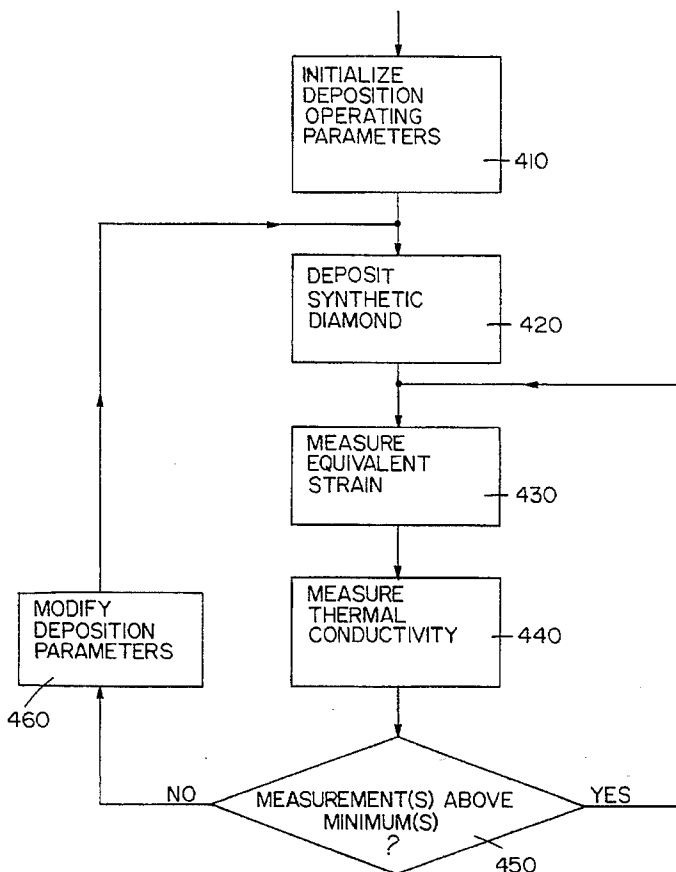 INITIALIZE
DEPOSITION
OPERATING
PARAMETERS
410
DEPOSIT
SYNTHETIC
DIAMOND
420
MEASURE
EQUIVALENT
STRAIN
430
MEASURE
THERMAL
CONDUCTIVITY
440
MODIFY
DEPOSITION
PARAMETERS
460
NO
MEASUREMENT(S) ABOVE
MINIMUM(S)
?
YES
450